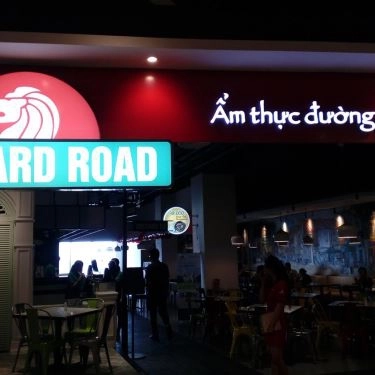 ARD ROAD
Ẩm thực đường